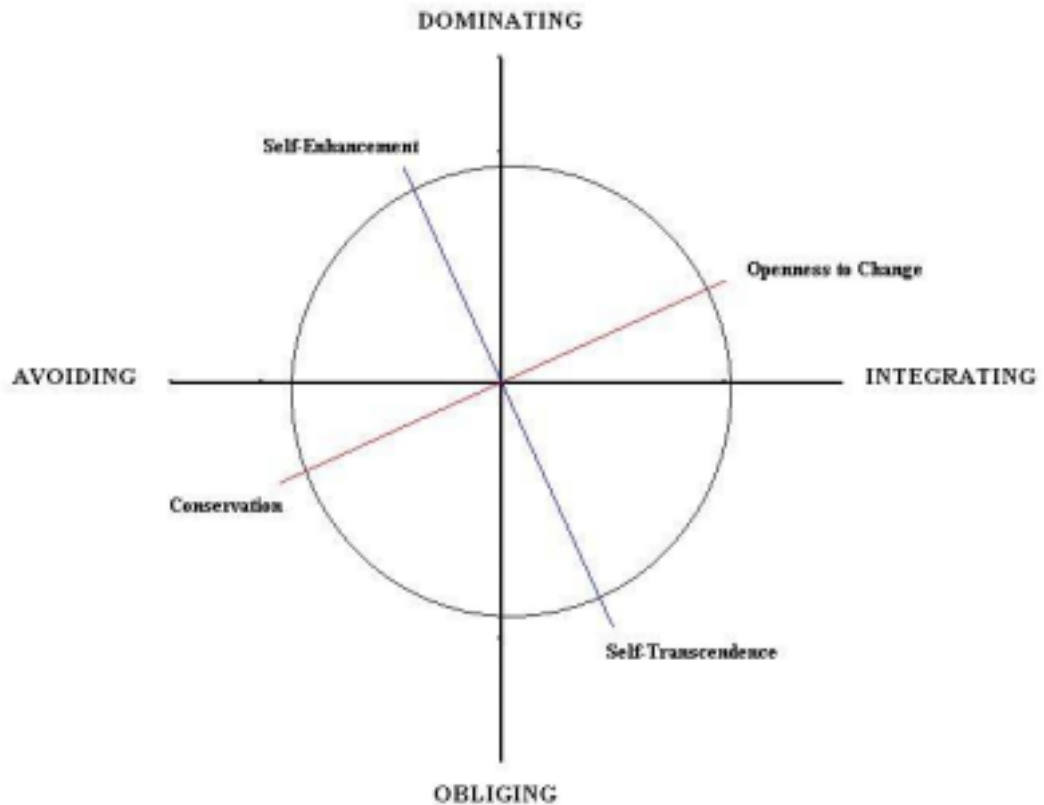 DOMINATING
Self-Enhancement
Openness to Change
AVOIDING
INTEGRATING
Conservation
Self-Transcendence
OBLIGING